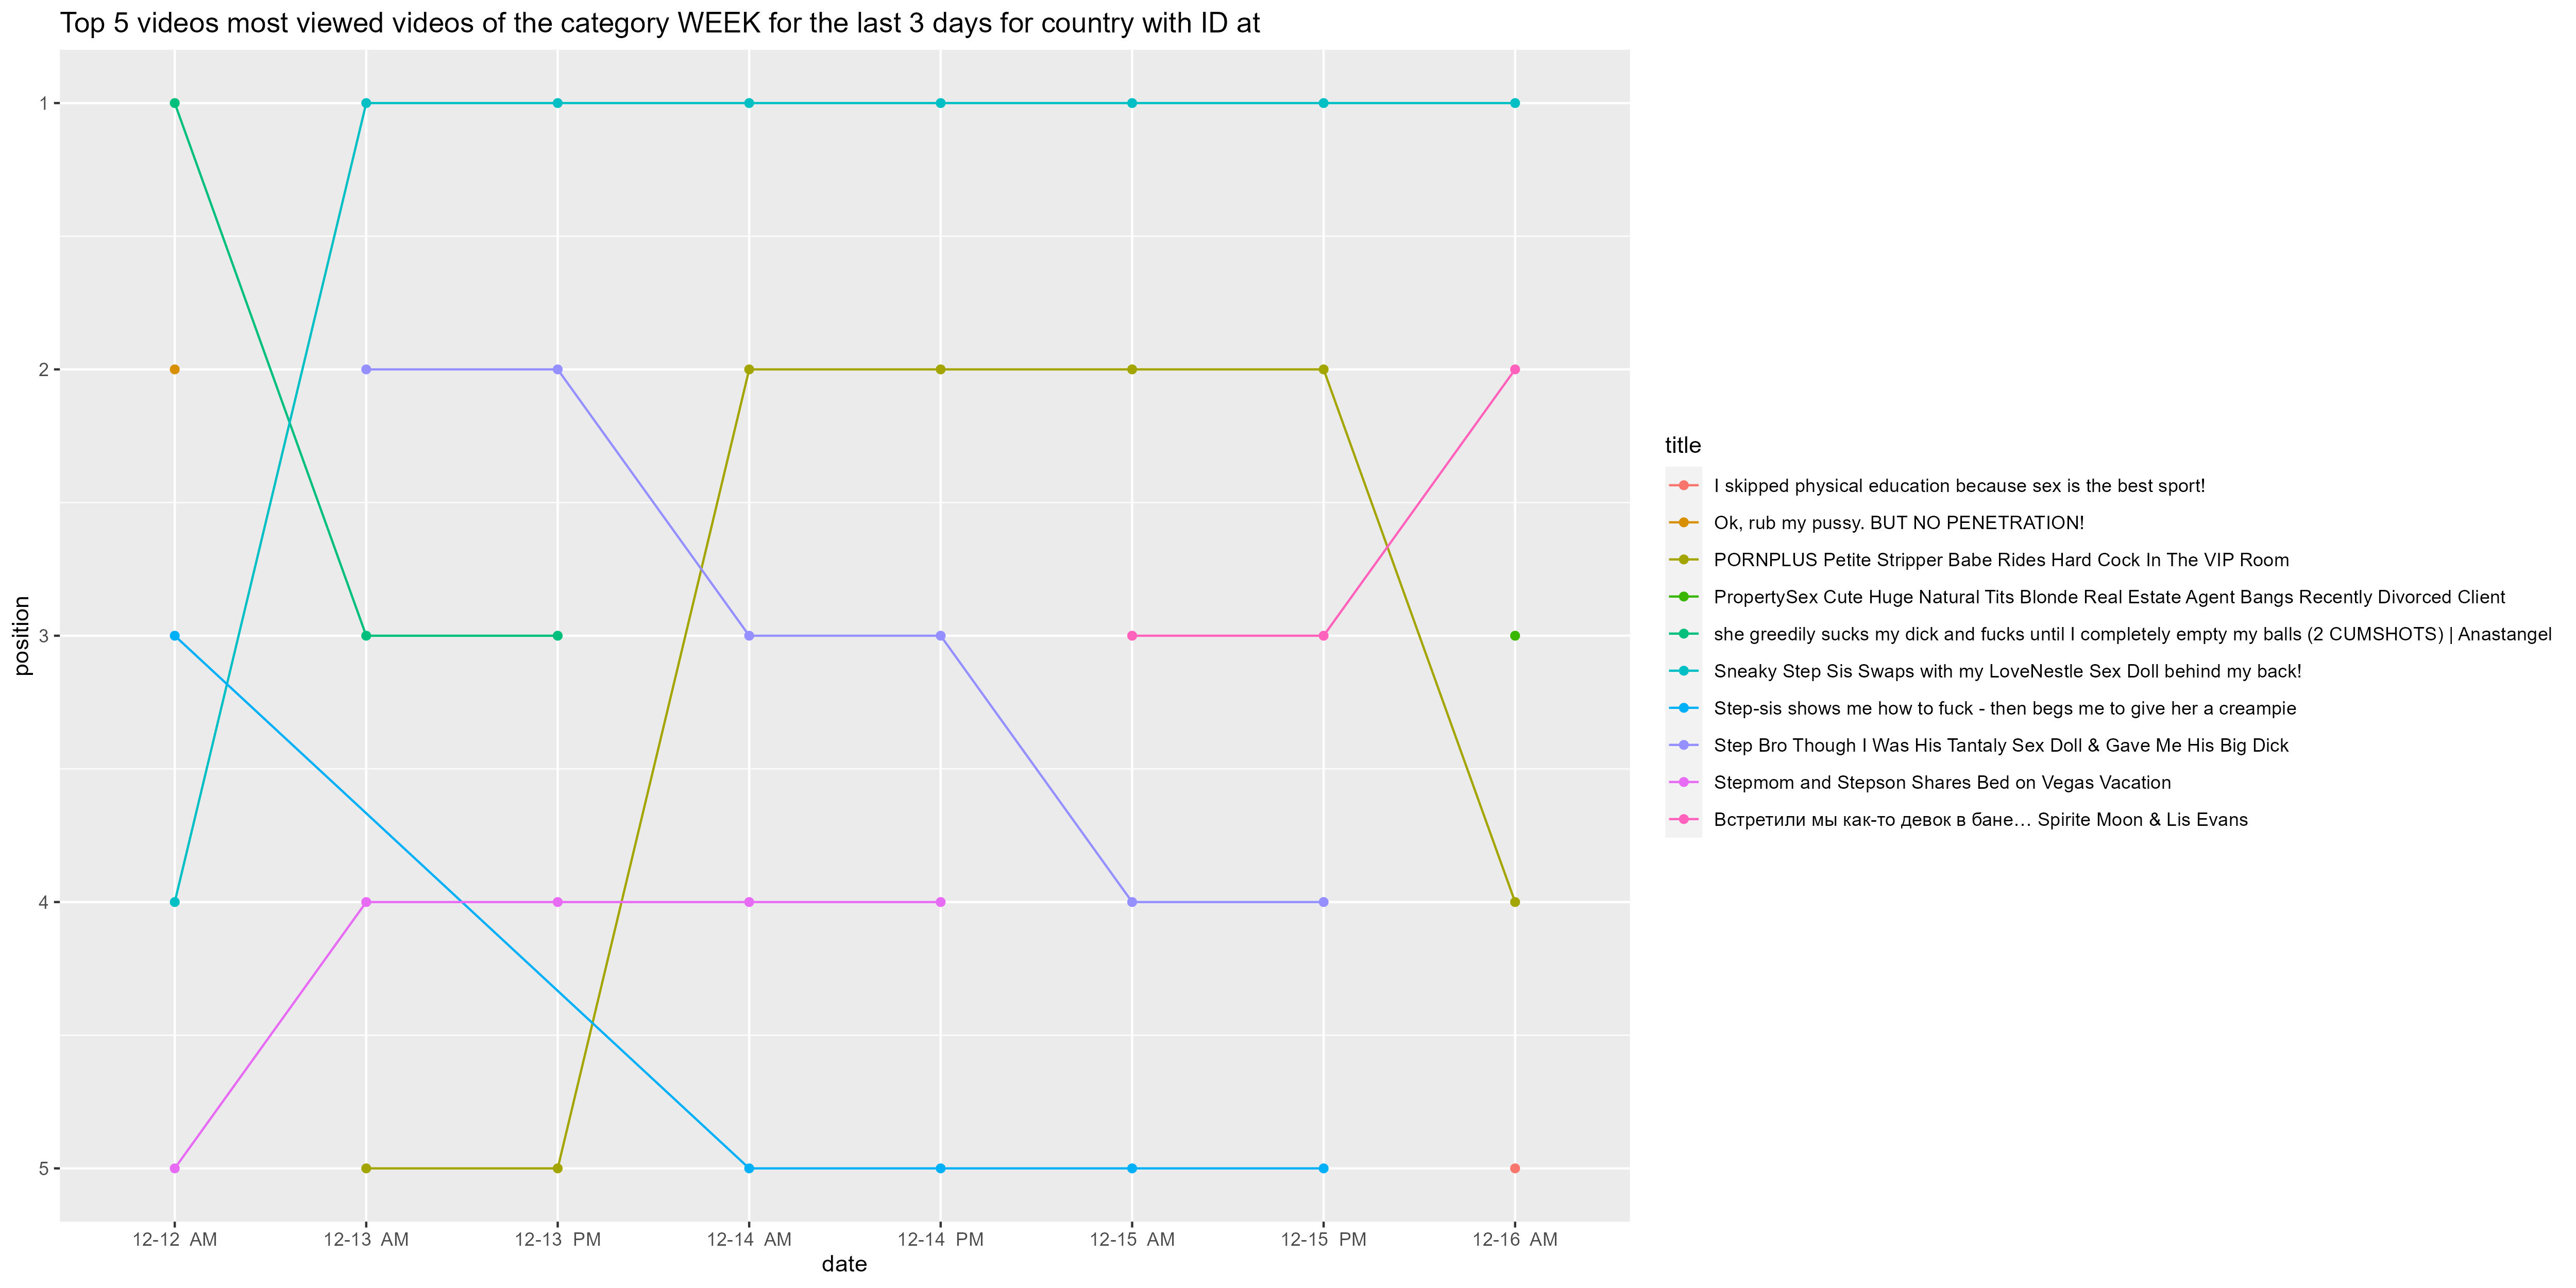 Top 5 videos most viewed videos of the category WEEK for the last 3 days for country with ID at
position
1
2
3
4
5
12-12 AM
12-13 AM
12-13 PM
12-14 AM
12-14 PM
12-15 AM
12-15 PM
12-16 AM
date
title
I skipped physical education because sex is the best sport!
Ok, rub my pussy. BUT NO PENETRATION!
PORNPLUS Petite Stripper Babe Rides Hard Cock In The VIP Room
PropertySex Cute Huge Natural Tits Blonde Real Estate Agent Bangs Recently Divorced Client
she greedily sucks my dick and fucks until I completely empty my balls (2 CUMSHOTS) | Anastangel
Sneaky Step Sis Swaps with my LoveNestle Sex Doll behind my back!
Step-sis shows me how to fuck - then begs me to give her a creampie
Step Bro Though I Was His Tantaly Sex Doll & Gave Me His Big Dick
Stepmom and Stepson Shares Bed on Vegas Vacation
Встретили мы как-то девок в бане… Spirite Moon & Lis Evans